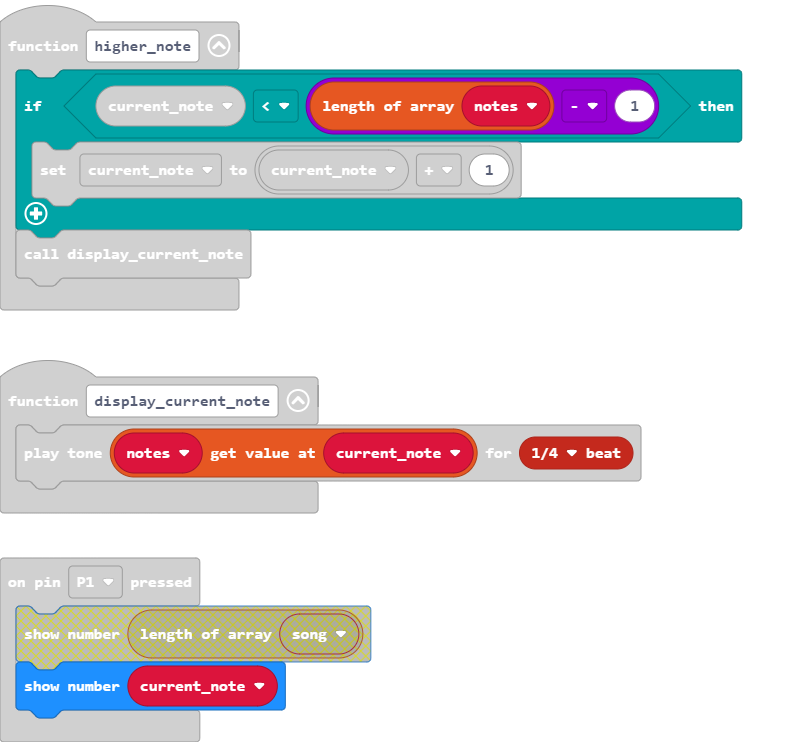 function higher_note
if current_note < length of array notes - 1 then
set current_note to current_note + 1
call display_current_note
function display_current_note
play tone notes get value at current_note for 1/4 beat
on pin P1 pressed
show number length of array song
show number current_note